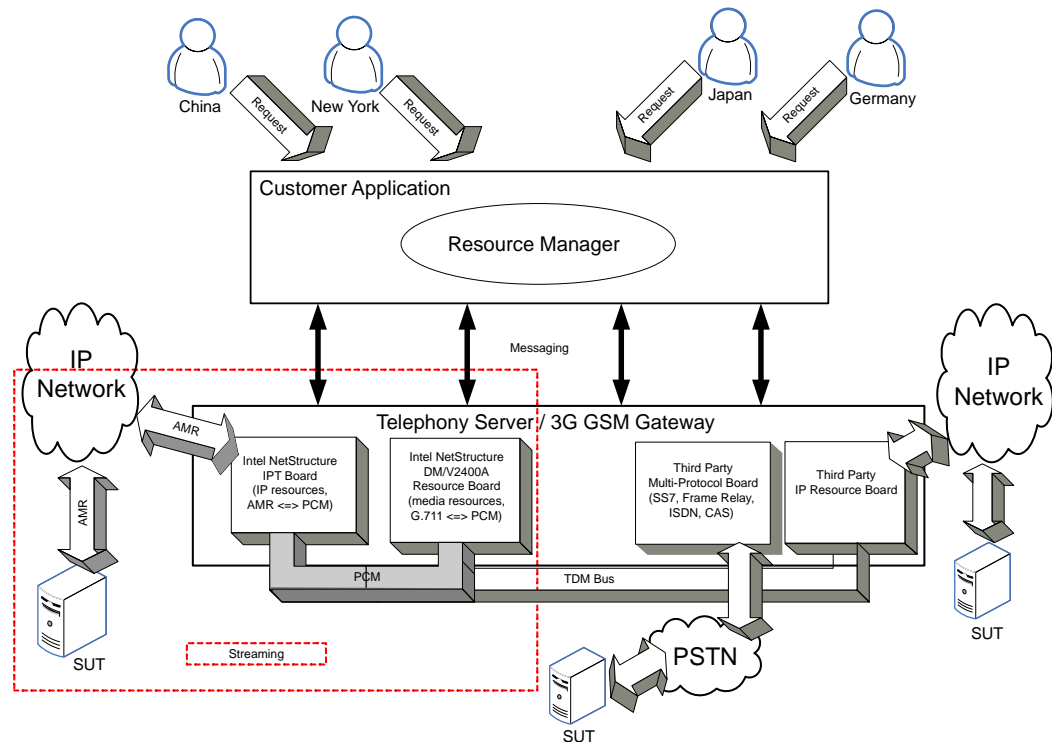 China
New York
Japan
Germany
Request
Request
Request
Request
Customer Application
Resource Manager
Messaging
IP
Network
IP
Network
AMR
AMR
Telephony Server / 3G GSM Gateway
Intel NetStructure
IPT Board
(IP resources,
AMR <=> PCM)
Intel NetStructure
DM/V2400A
Resource Board
(media resources,
G.711 <=> PCM)
Third Party
Multi-Protocol Board
(SS7, Frame Relay,
ISDN, CAS)
Third Party
IP Resource Board
PCM
TDM Bus
SUT
Streaming
PSTN
SUT
SUT